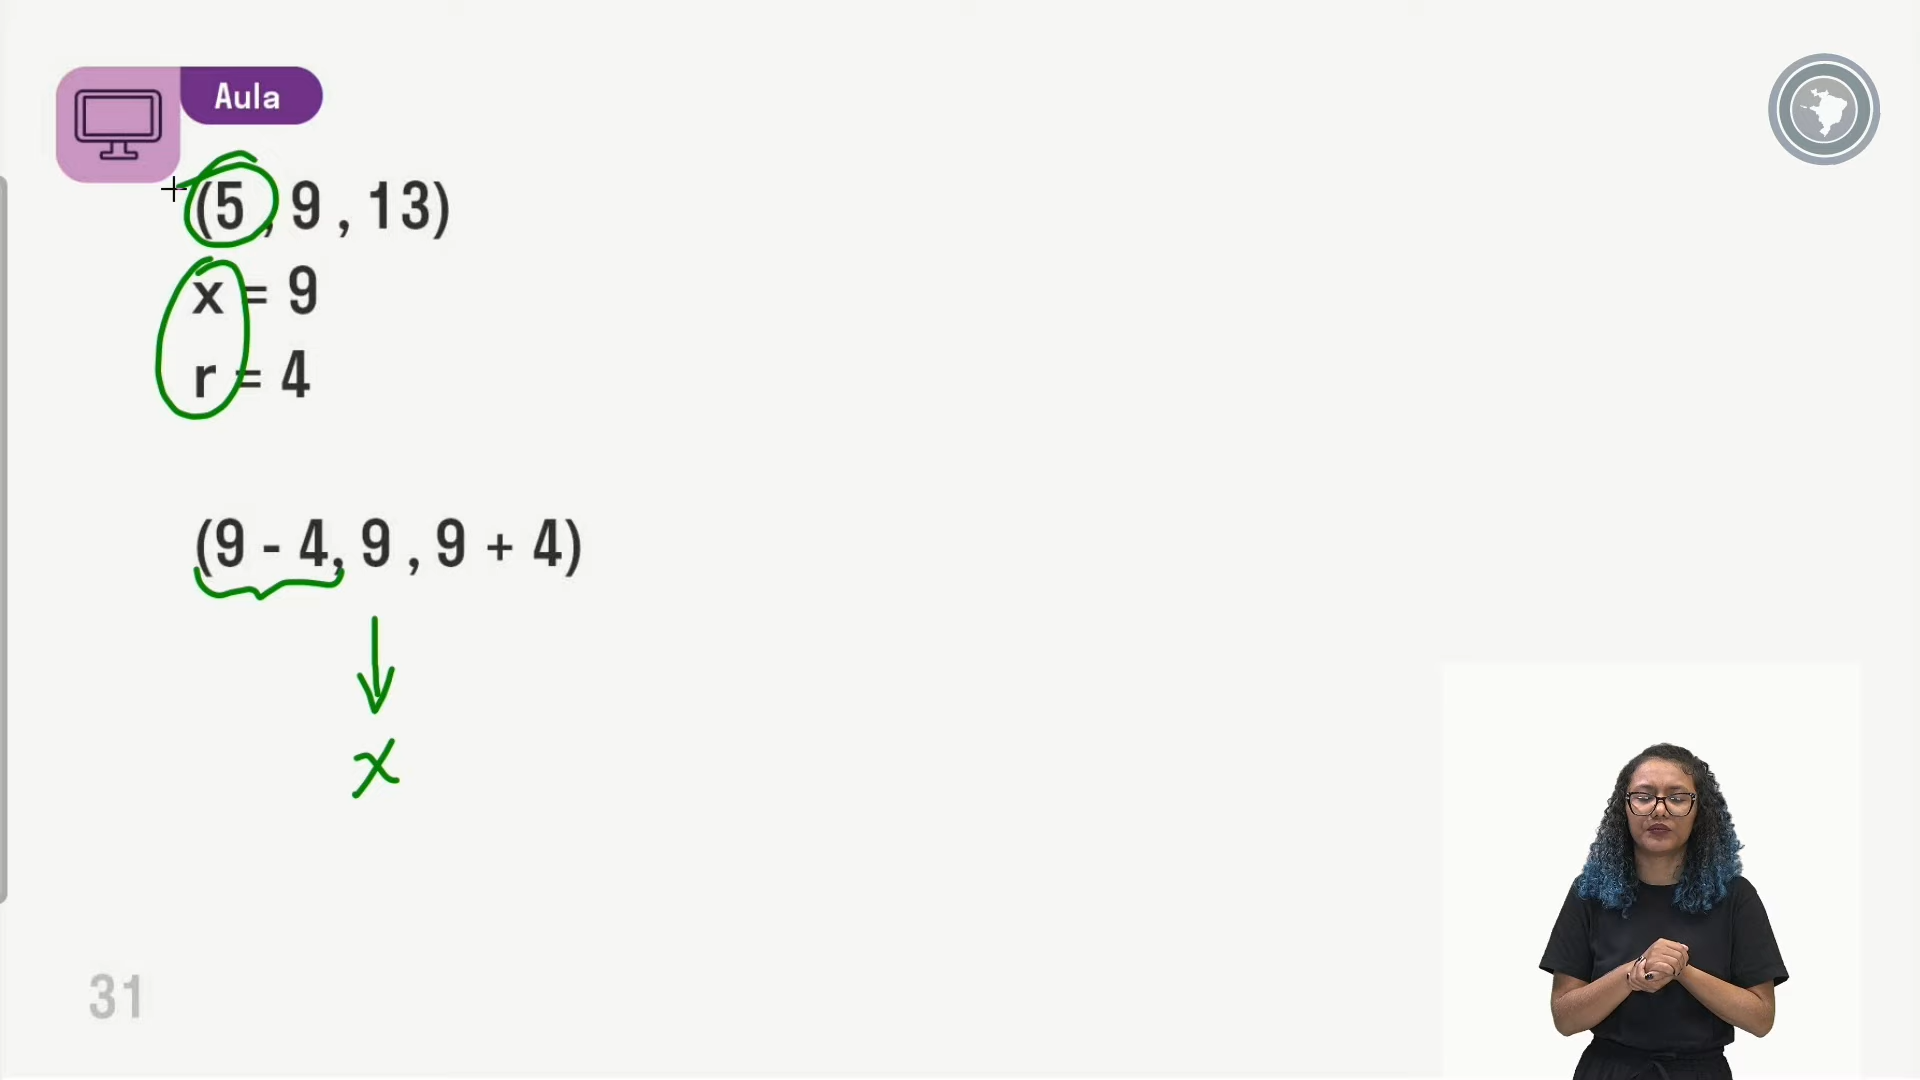 Aula
(5 , 9 , 13)
x = 9
r = 4
(9 - 4, 9 , 9 + 4)
x
31